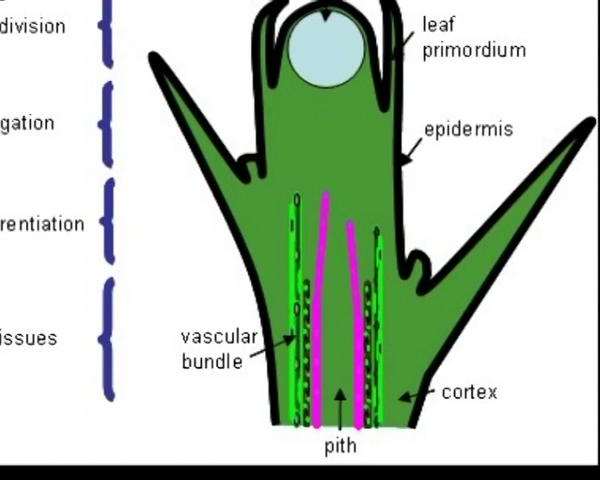 division
leaf
primordium
gation
epidermis
rentiation
issues
vascular
bundle
cortex
pith